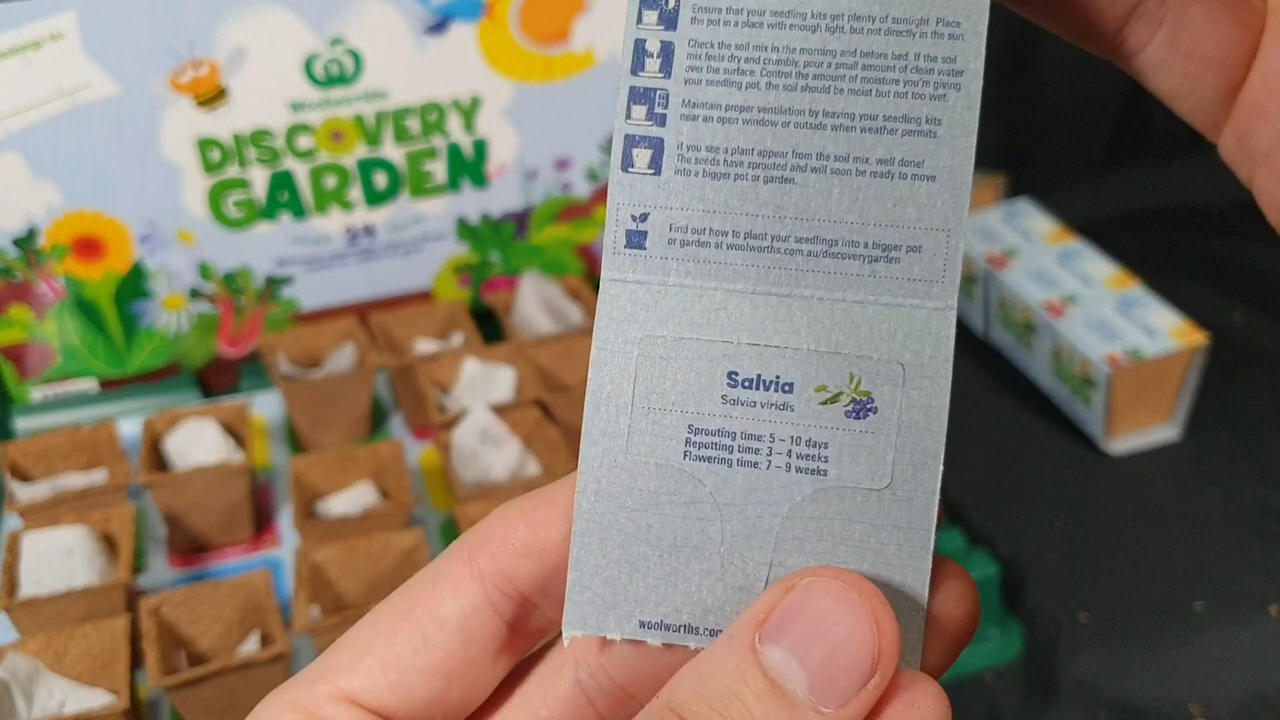 Woolworths
DISCOVERY
GARDEN
24
Ensure that your seedling kits get plenty of sunlight. Place
the pot in a place with enough light, but not directly in the sun.
Check the soil mix in the morning and before bed. If the soil
mix feels dry and crumbly, pour a small amount of clean water
over the surface. Control the amount of moisture you're giving
your seedling pot, the soil should be moist but not too wet.
Maintain proper ventilation by leaving your seedling kits
near an open window or outside when weather permits.
If you see a plant appear from the soil mix, well done!
The seeds have sprouted and will soon be ready to move
into a bigger pot or garden.
Find out how to plant your seedlings into a bigger pot
or garden at woolworths.com.au/discoverygarden
Salvia
Salvia viridis
Sprouting time: 5 – 10 days
Repotting time: 3 – 4 weeks
Flowering time: 7 – 9 weeks
woolworths.com